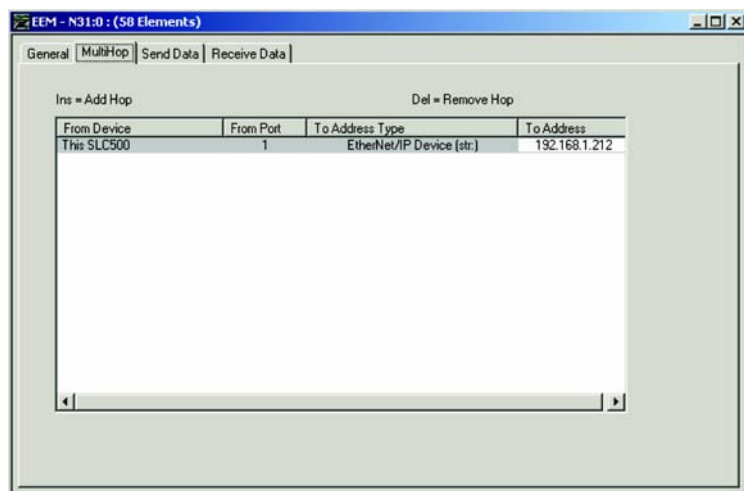 EEM - N31:0 : (58 Elements)
General MultiHop Send Data Receive Data
Ins = Add Hop Del = Remove Hop
From Device From Port To Address Type To Address
This SLC500 1 EtherNet/IP Device (str:) 192.168.1.212